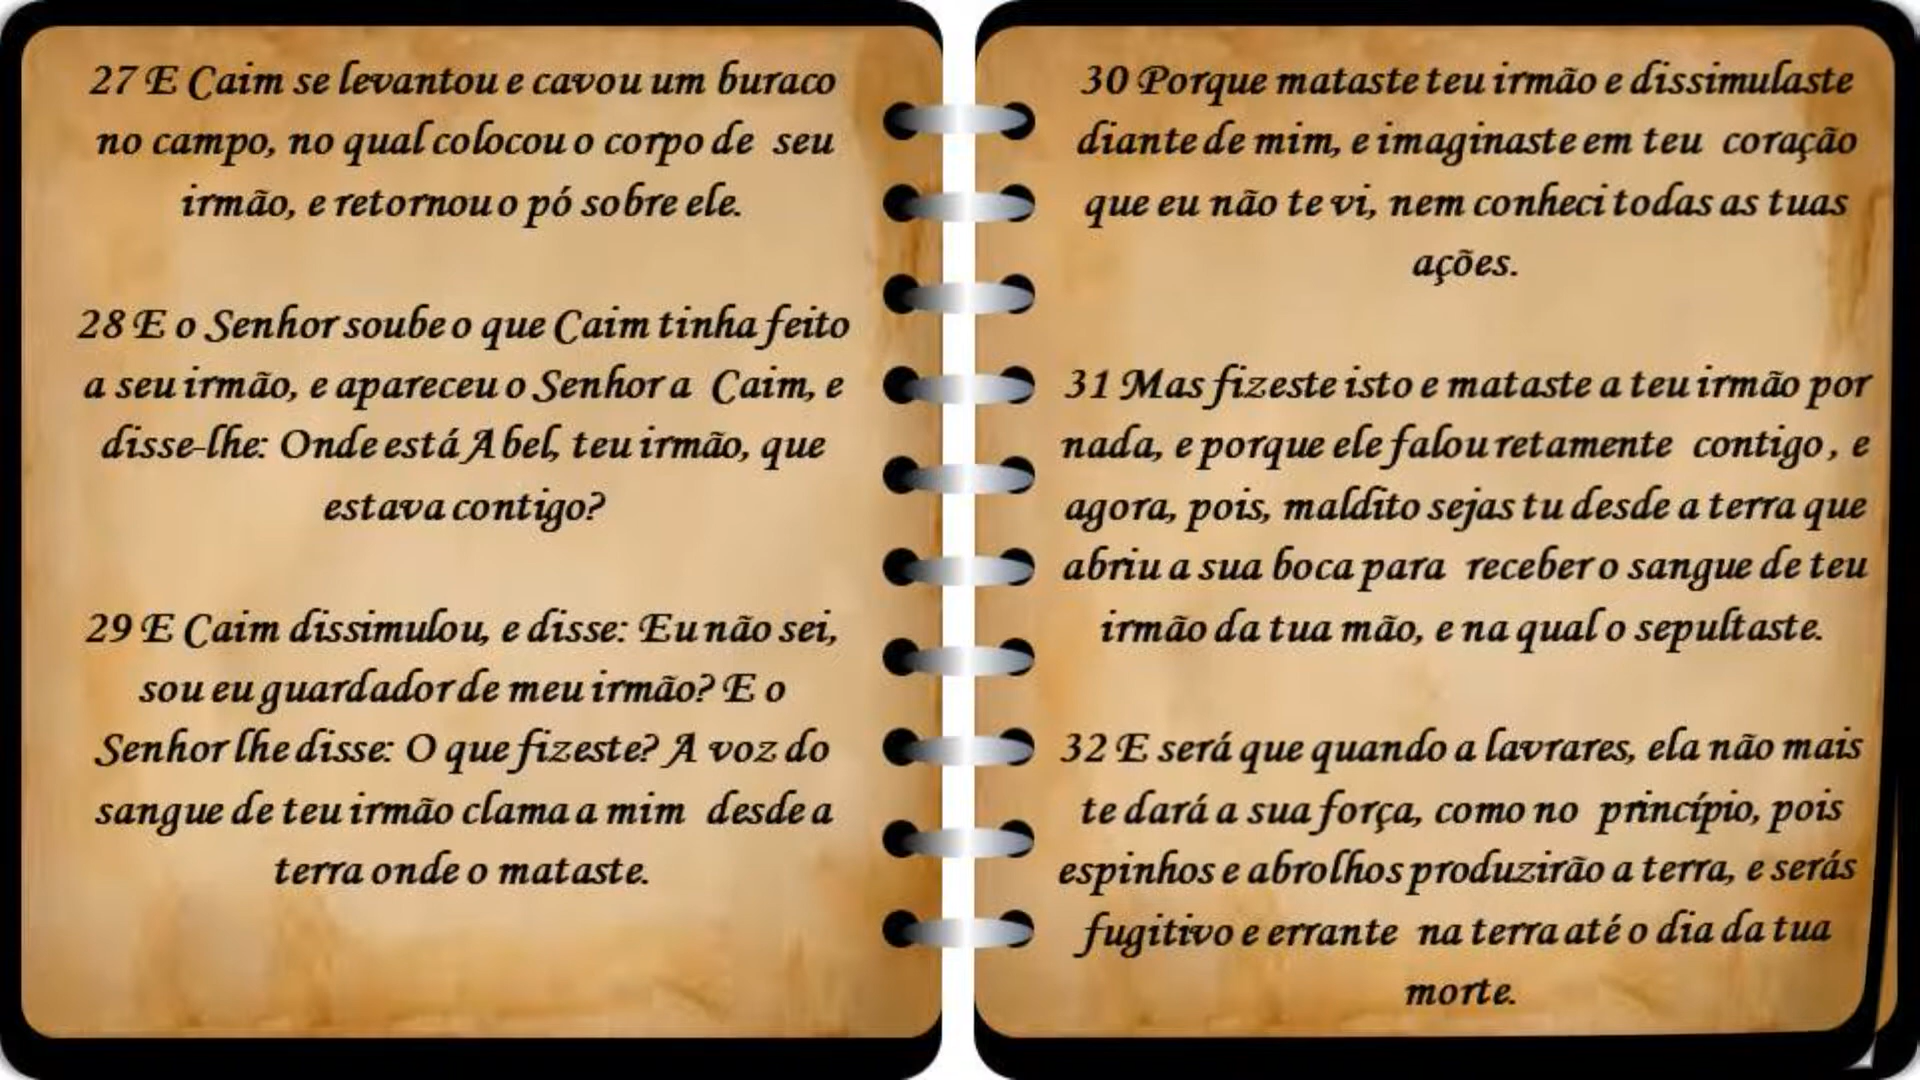 27 E Caim se levantou e cavou um buraco
no campo, no qual colocou o corpo de seu
irmão, e retornou o pó sobre ele.
28 E o Senhor soube o que Caim tinha feito
a seu irmão, e apareceu o Senhor a Caim, e
disse-lhe: Onde está Abel, teu irmão, que
estava contigo?
29 E Caim dissimulou, e disse: Eu não sei,
sou eu guardador de meu irmão? E o
Senhor lhe disse: O que fizeste? A voz do
sangue de teu irmão clama a mim desde a
terra onde o mataste.
30 Porque mataste teu irmão e dissimulaste
diante de mim, e imaginaste em teu coração
que eu não te vi, nem conheci todas as tuas
ações.
31 Mas fizeste isto e mataste a teu irmão por
nada, e porque ele falou retamente contigo, e
agora, pois, maldito sejas tu desde a terra que
abriu a sua boca para receber o sangue de teu
irmão da tua mão, e na qual o sepultaste.
32 E será que quando a lavrares, ela não mais
te dará a sua força, como no princípio, pois
espinhos e abrolhos produzirão a terra, e serás
fugitivo e errante na terra até o dia da tua
morte.